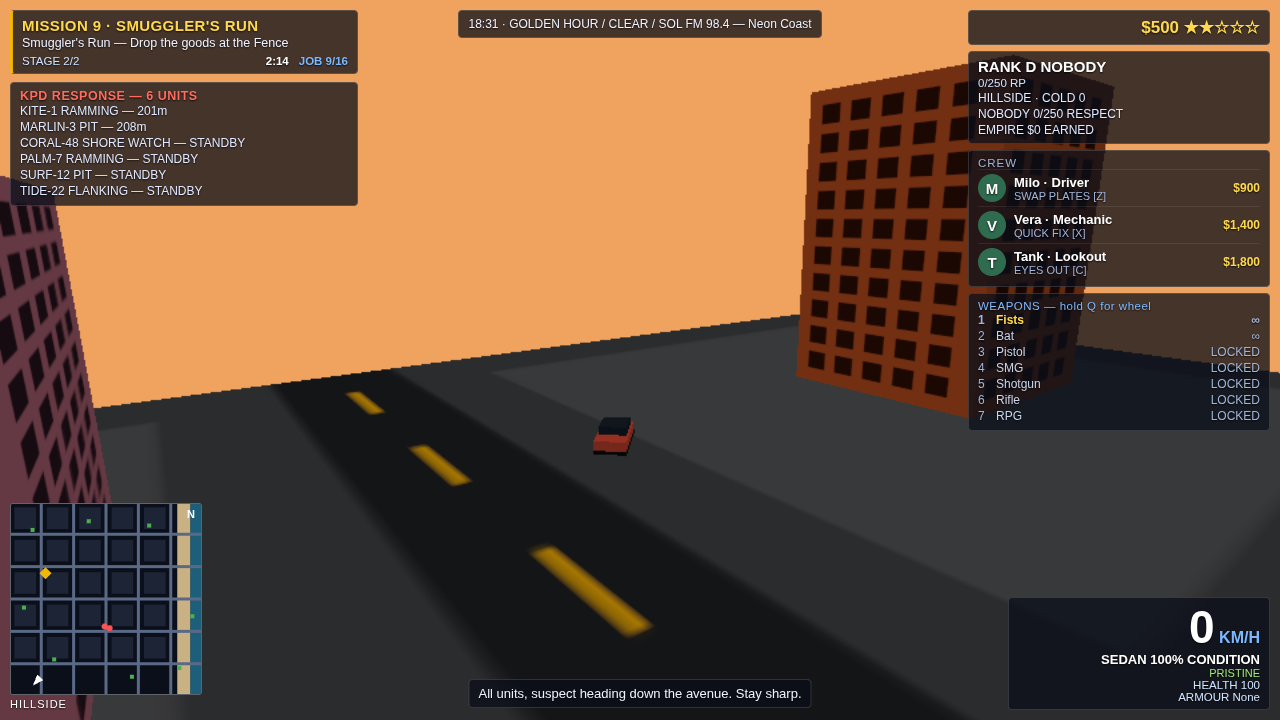 MISSION 9 · SMUGGLER'S RUN
Smuggler's Run — Drop the goods at the Fence
STAGE 2/2 2:14 JOB 9/16
KPD RESPONSE — 6 UNITS
KITE-1 RAMMING — 201m
MARLIN-3 PIT — 208m
CORAL-48 SHORE WATCH — STANDBY
PALM-7 RAMMING — STANDBY
SURF-12 PIT — STANDBY
TIDE-22 FLANKING — STANDBY
18:31 · GOLDEN HOUR / CLEAR / SOL FM 98.4 — Neon Coast
$500 ★★☆☆☆
RANK D NOBODY
0/250 RP
HILLSIDE · COLD 0
NOBODY 0/250 RESPECT
EMPIRE $0 EARNED
CREW
M Milo · Driver $900
SWAP PLATES [Z]
V Vera · Mechanic $1,400
QUICK FIX [X]
T Tank · Lookout $1,800
EYES OUT [C]
WEAPONS — hold Q for wheel
1 Fists ∞
2 Bat ∞
3 Pistol LOCKED
4 SMG LOCKED
5 Shotgun LOCKED
6 Rifle LOCKED
7 RPG LOCKED
N
HILLSIDE
All units, suspect heading down the avenue. Stay sharp.
0 KM/H
SEDAN 100% CONDITION
PRISTINE
HEALTH 100
ARMOUR None